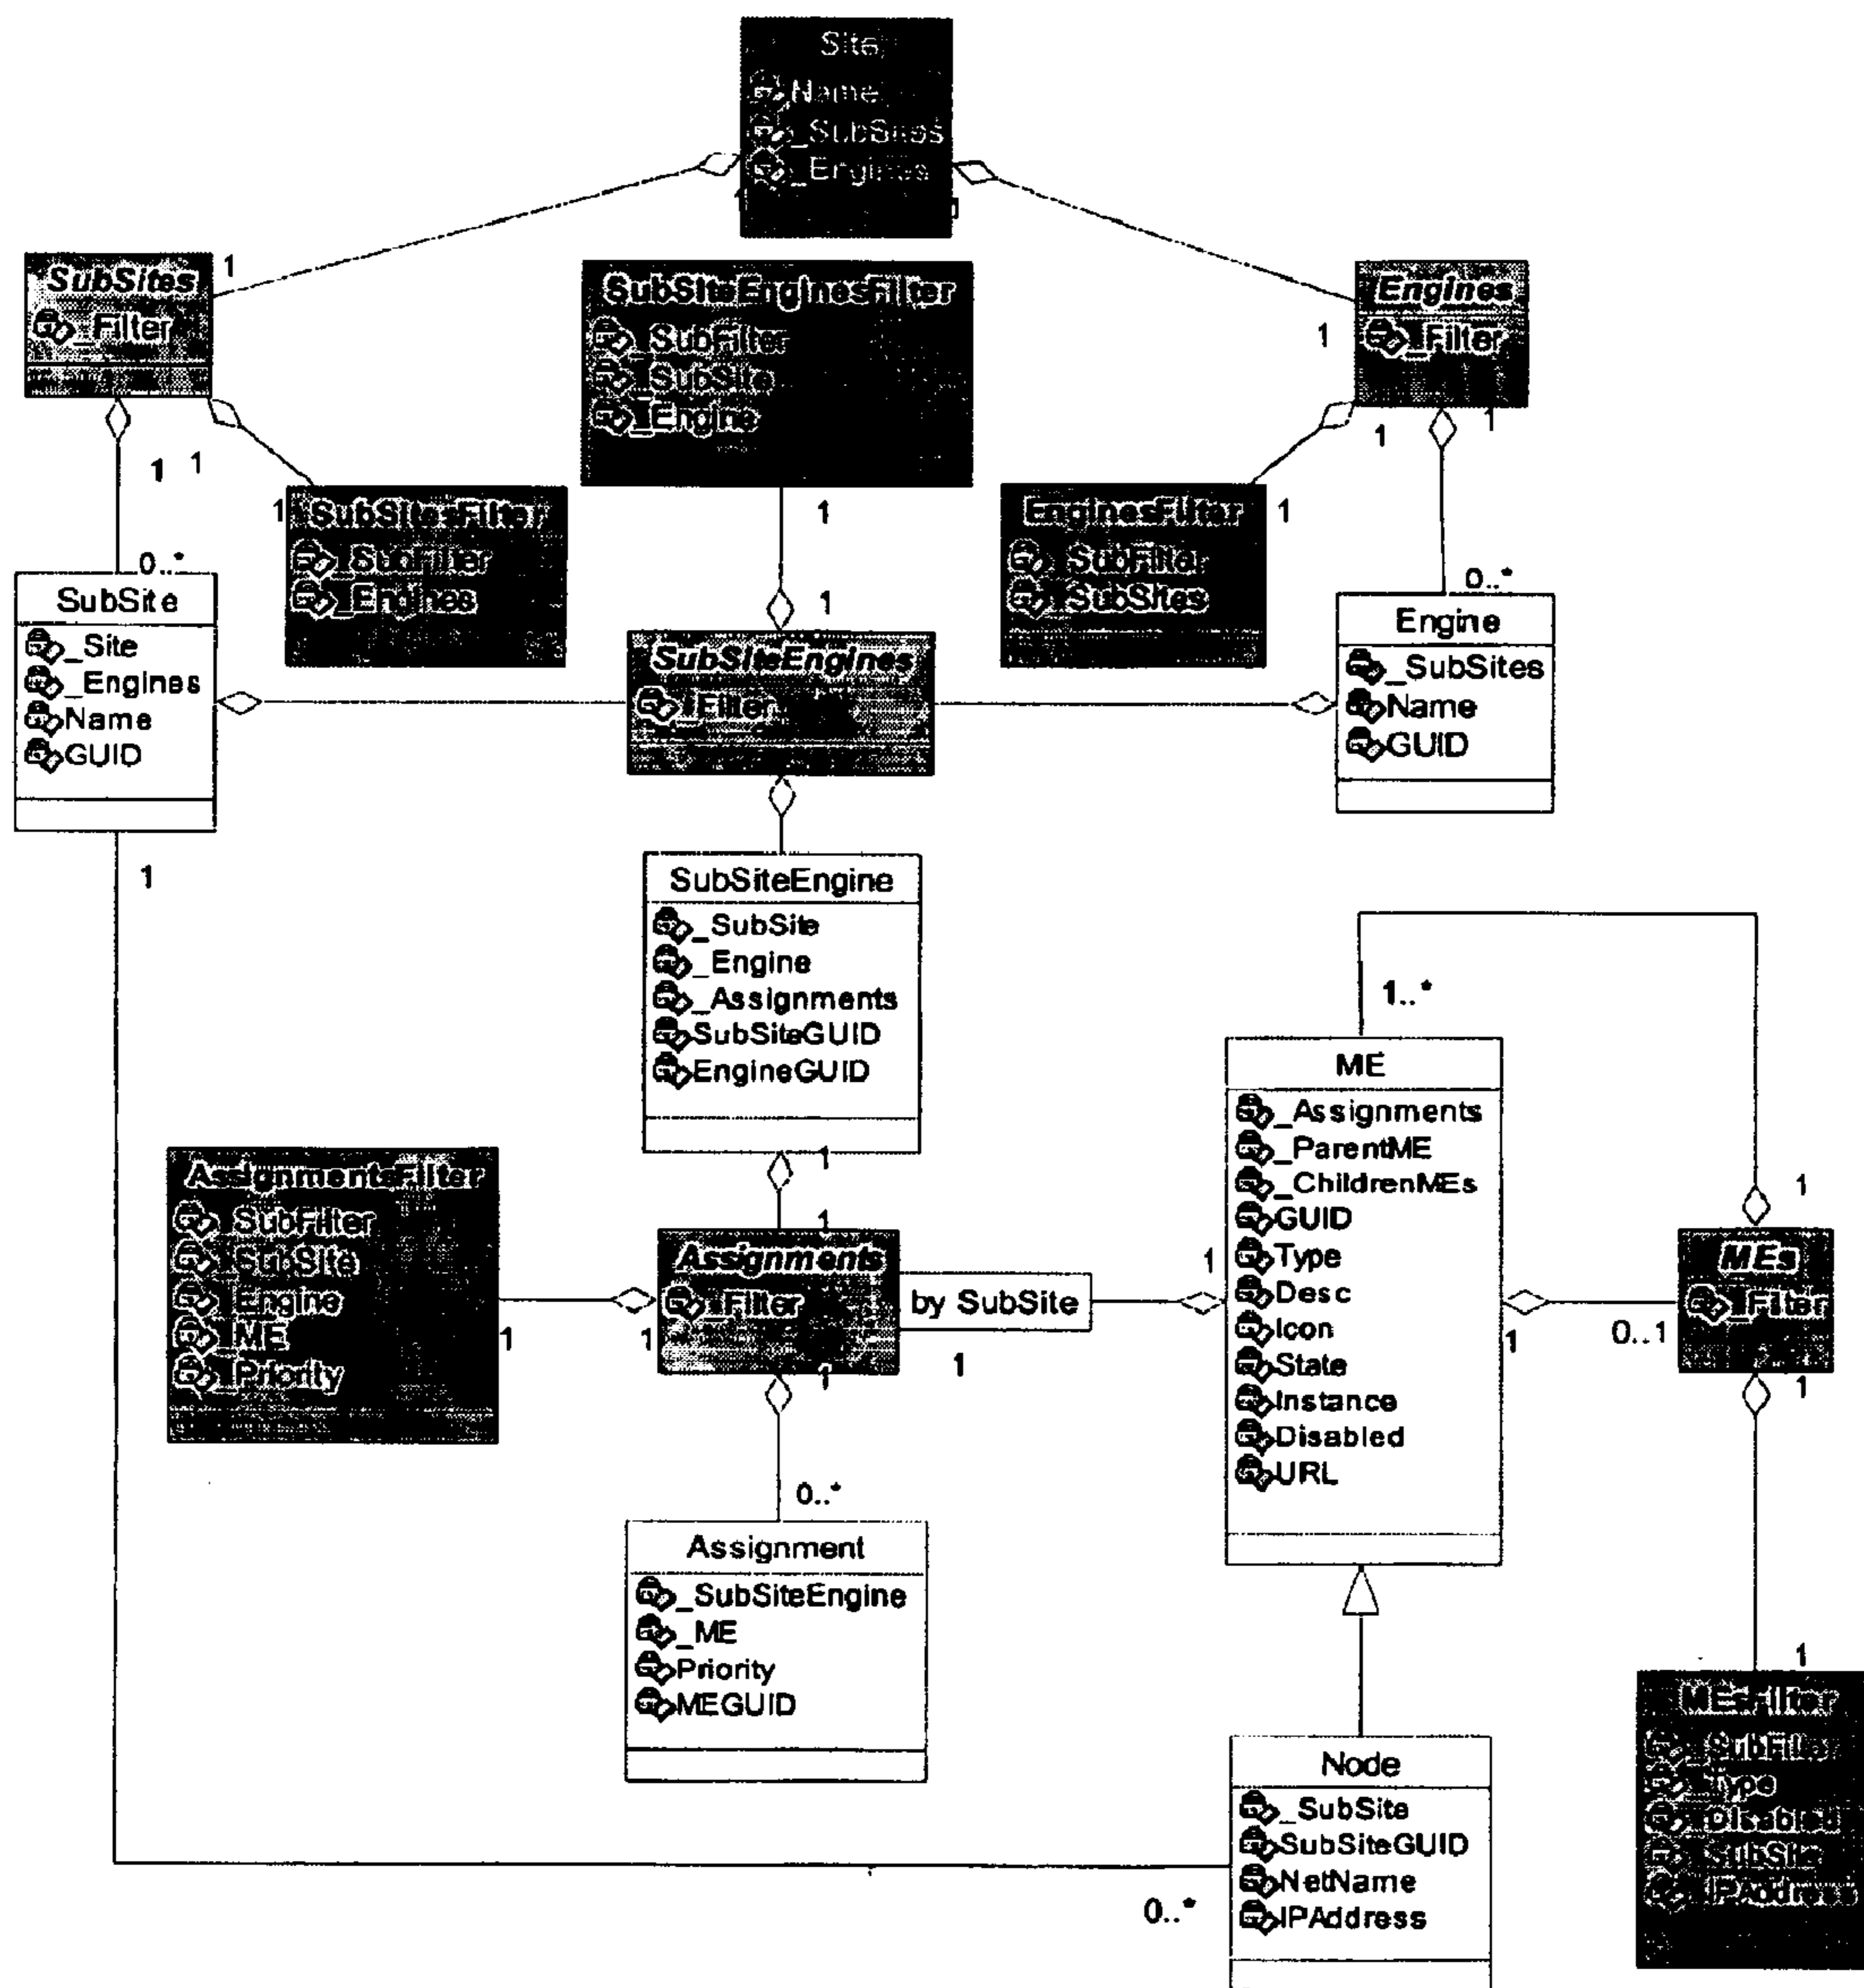 Site
Name
_SubSites
_Engines
1
SubSites
_Filter
1
SubSiteEnginesFilter
_SubFilter
_SubSite
_Engine
Engines
_Filter
1
1
1
1
1
1
SubSitesFilter
_SubFilter
_Engines
1
1
EnginesFilter
_SubFilter
_SubSites
1
0..*
SubSite
_Site
_Engines
Name
GUID
1
SubSiteEngines
_Filter
0..*
Engine
_SubSites
Name
GUID
1
SubSiteEngine
_SubSite
_Engine
_Assignments
SubSiteGUID
EngineGUID
1
1..*
ME
_Assignments
_ParentME
_ChildrenMEs
GUID
Type
Desc
Icon
State
Instance
Disabled
URL
AssignmentsFilter
_SubFilter
_SubSite
_Engine
_ME
_Priority
1
1
1
Assignments
_Filter
1
by SubSite
1
1
1
0..1
1
MEs
_Filter
1
0..*
Assignment
_SubSiteEngine
_ME
Priority
MEGUID
1
MEsFilter
_SubFilter
_Type
_Disabled
_SubSite
_IPAddress
Node
_SubSite
SubSiteGUID
NetName
IPAddress
0..*